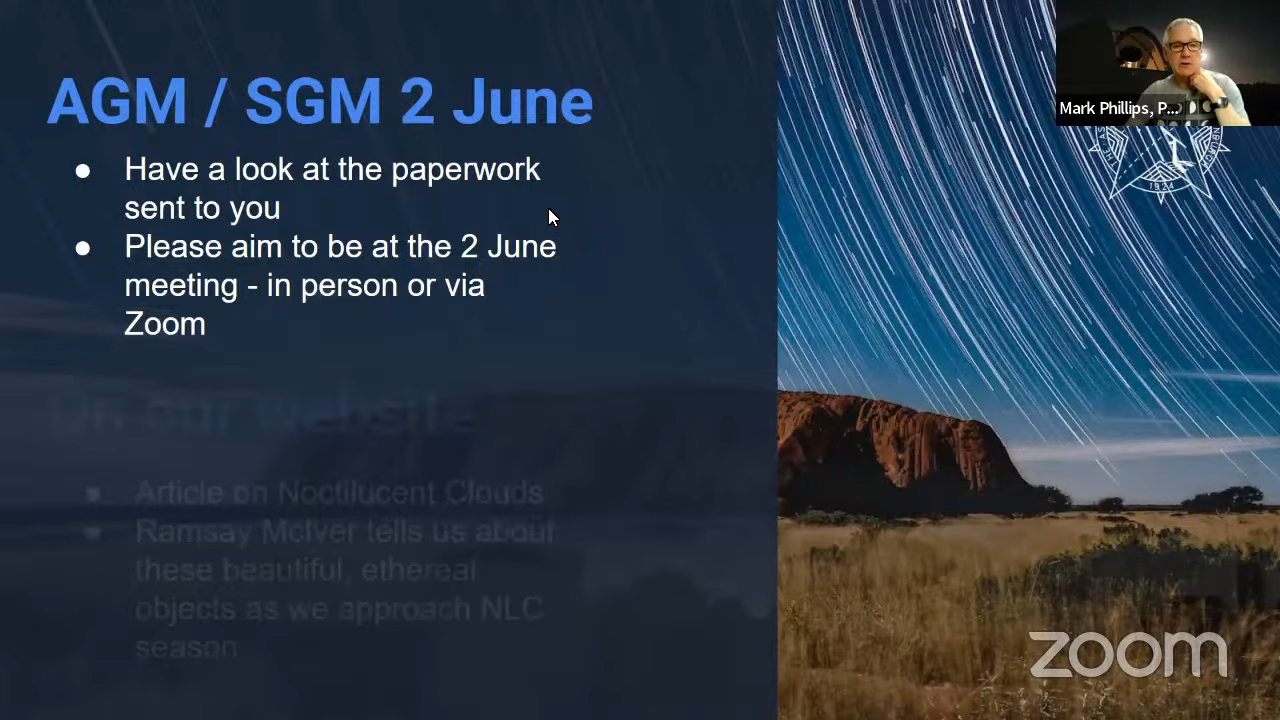 AGM / SGM 2 June
Mark Phillips, P...
● Have a look at the paperwork
sent to you
● Please aim to be at the 2 June
meeting - in person or via
Zoom
On our website
● Article on Noctilucent Clouds
● Ramsay McIver tells us about
these beautiful, ethereal
objects as we approach NLC
season
1924
zoom